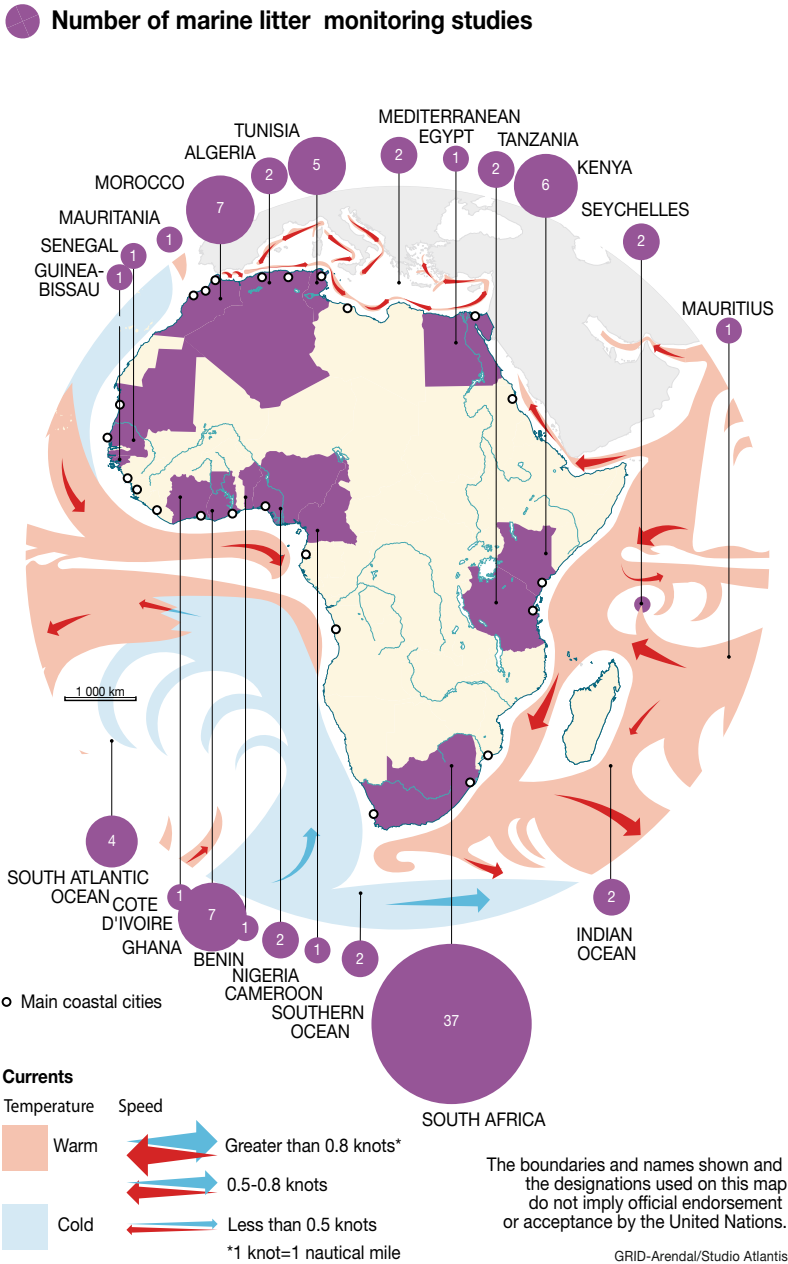 Number of marine litter monitoring studies
MEDITERRANEAN
TUNISIA
EGYPT
TANZANIA
ALGERIA
5
2
1
2
KENYA
MOROCCO
2
6
7
SEYCHELLES
MAURITANIA
1
2
SENEGAL
1
GUINEA-
BISSAU
1
MAURITIUS
1
1 000 km
4
SOUTH ATLANTIC
OCEAN
1
COTE
D'IVOIRE
7
1
GHANA
BENIN
2
1
2
NIGERIA
CAMEROON
SOUTHERN
OCEAN
2
INDIAN
OCEAN
37
SOUTH AFRICA
Main coastal cities
Currents
Temperature
Speed
Warm
Greater than 0.8 knots*
0.5-0.8 knots
Cold
Less than 0.5 knots
*1 knot=1 nautical mile
The boundaries and names shown and
the designations used on this map
do not imply official endorsement
or acceptance by the United Nations.
GRID-Arendal/Studio Atlantis